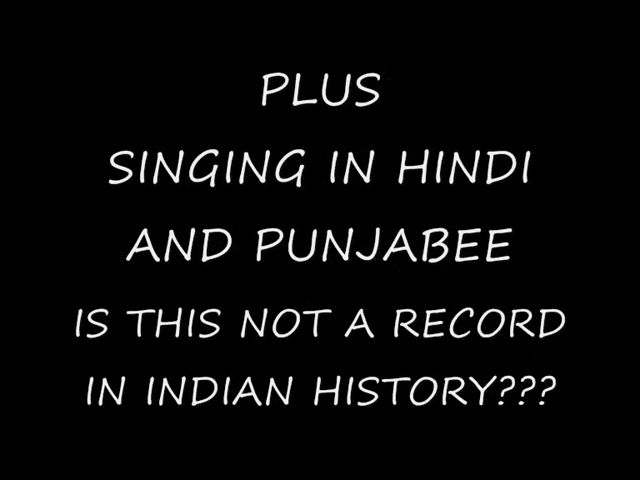 PLUS
SINGING IN HINDI
AND PUNJABEE
IS THIS NOT A RECORD
IN INDIAN HISTORY???